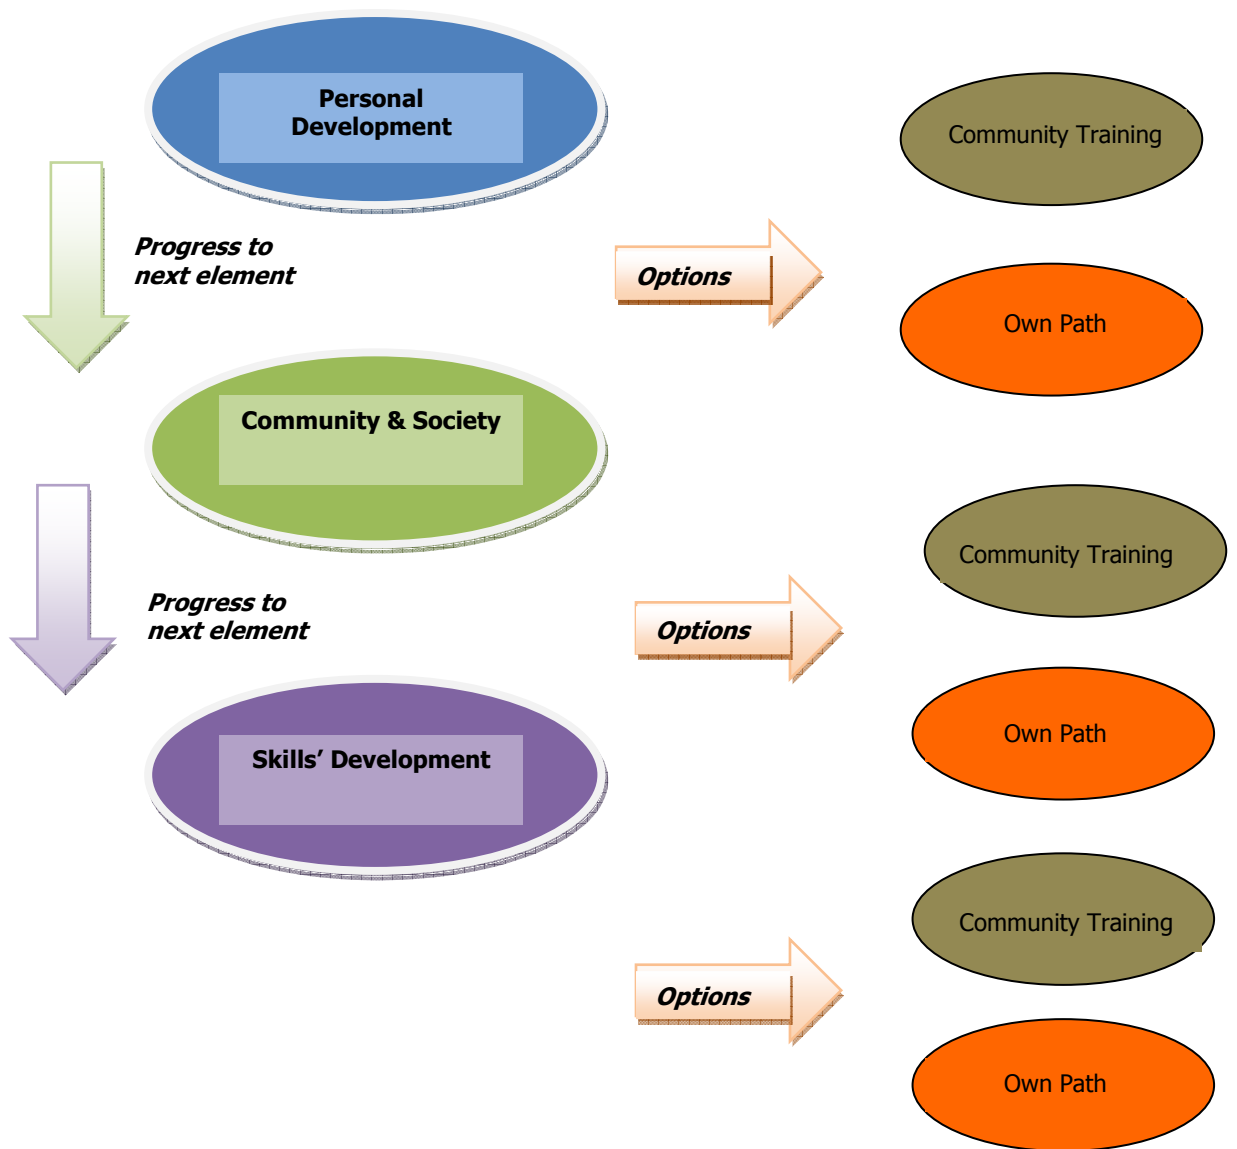 Personal
Development
Community Training
Progress to
next element
Options
Own Path
Community & Society
Community Training
Progress to
next element
Options
Own Path
Skills’ Development
Community Training
Options
Own Path